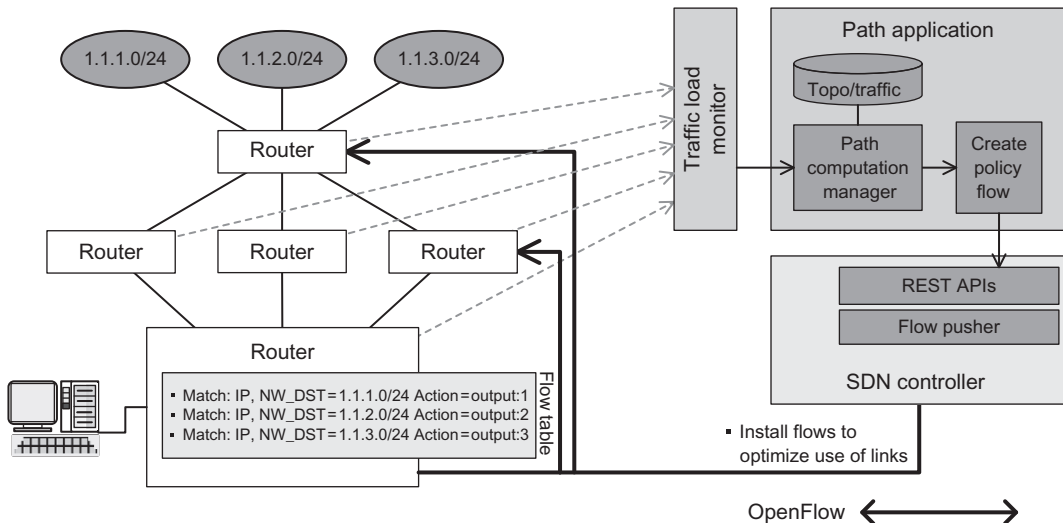 1.1.1.0/24
1.1.2.0/24
1.1.3.0/24
Router
Router
Router
Router
Router
▪ Match: IP, NW_DST=1.1.1.0/24 Action=output:1
▪ Match: IP, NW_DST=1.1.2.0/24 Action=output:2
▪ Match: IP, NW_DST=1.1.3.0/24 Action=output:3
Flow table
Traffic load
monitor
Path application
Topo/traffic
Path
computation
manager
Create
policy
flow
REST APIs
Flow pusher
SDN controller
▪ Install flows to
optimize use of links
OpenFlow